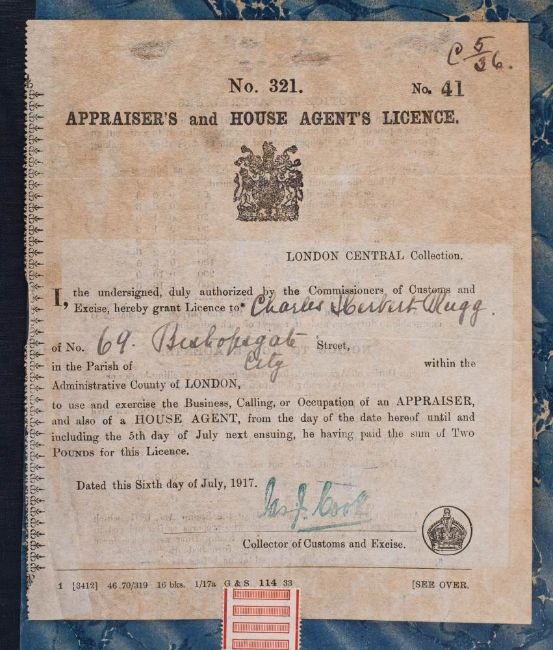 C 5/26.
No. 321.
No. 41
APPRAISER'S and HOUSE AGENT'S LICENCE.
LONDON CENTRAL Collection.
I, the undersigned, duly authorized by the Commissioners of Customs and
Excise, hereby grant Licence to Charles Herbert Mugg.
of No. 69. Bishopsgate Street,
in the Parish of City within the
Administrative County of LONDON,
to use and exercise the Business, Calling, or Occupation of an APPRAISER,
and also of a HOUSE AGENT, from the day of the date hereof until and
including the 5th day of July next ensuing, he having paid the sum of TWO
POUNDS for this Licence.
Dated this Sixth day of July, 1917.
Jas. J. Cooke
Collector of Customs and Excise.
1 [3412] 46.70/319 16 bks. 1/17a G & S. 114 33
[SEE OVER.